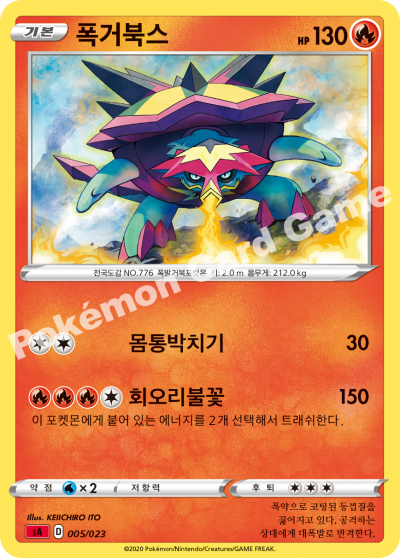 기본 폭거북스 HP 130
전국도감 NO.776 폭발거북포켓몬 키: 2.0 m 몸무게: 212.0 kg
Pokémon Card Game
몸통박치기 30
회오리불꽃 150
이 포켓몬에게 붙어 있는 에너지를 2개 선택해서 트래쉬한다.
약점 ×2 저항력 후퇴
Illus. KEIICHIRO ITO
sA D 005/023
폭약으로 코팅된 등껍질을
짊어지고 있다. 공격하는
상대에게 대폭발로 반격한다.
©2020 Pokémon/Nintendo/Creatures/GAME FREAK.